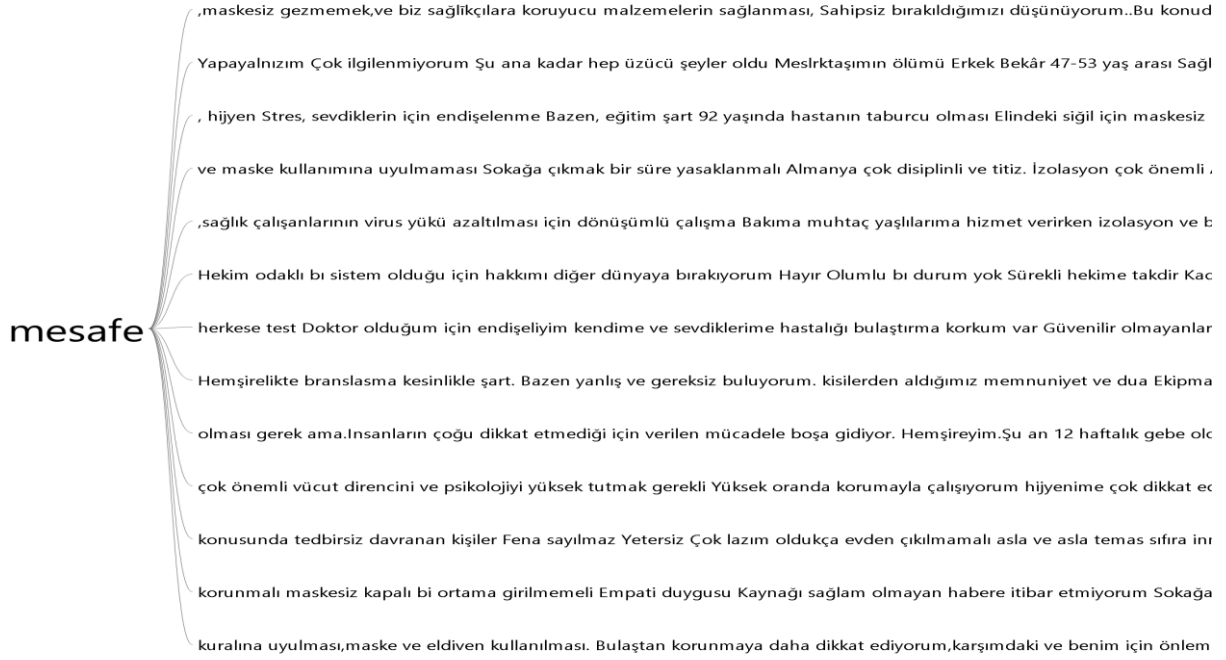 ,maskesiz gezmemek,ve biz sağlîkçılara koruyucu malzemelerin sağlanması, Sahipsiz bırakıldığımızı düşünüyorum..Bu konud
Yapayalnızım Çok ilgilenmiyorum Şu ana kadar hep üzücü şeyler oldu Meslrktaşımın ölümü Erkek Bekâr 47-53 yaş arası Sağl
, hijyen Stres, sevdiklerin için endişelenme Bazen, eğitim şart 92 yaşında hastanın taburcu olması Elindeki siğil için maskesiz
ve maske kullanımına uyulmaması Sokağa çıkmak bir süre yasaklanmalı Almanya çok disiplinli ve titiz. İzolasyon çok önemli
,sağlık çalışanlarının virus yükü azaltılması için dönüşümlü çalışma Bakıma muhtaç yaşlılarıma hizmet verirken izolasyon ve b
Hekim odaklı bı sistem olduğu için hakkımı diğer dünyaya bırakıyorum Hayır Olumlu bı durum yok Sürekli hekime takdir Kad
mesafe
herkese test Doktor olduğum için endişeliyim kendime ve sevdiklerime hastalığı bulaştırma korkum var Güvenilir olmayanlar
Hemşirelikte branslasma kesinlikle şart. Bazen yanlış ve gereksiz buluyorum. kisilerden aldığımız memnuniyet ve dua Ekipma
olması gerek ama.Insanların çoğu dikkat etmediği için verilen mücadele boşa gidiyor. Hemşireyim.Şu an 12 haftalık gebe old
çok önemli vücut direncini ve psikolojiyi yüksek tutmak gerekli Yüksek oranda korumayla çalışıyorum hijyenime çok dikkat ed
konusunda tedbirsiz davranan kişiler Fena sayılmaz Yetersiz Çok lazım oldukça evden çıkılmamalı asla ve asla temas sıfıra inm
korunmalı maskesiz kapalı bi ortama girilmemeli Empati duygusu Kaynağı sağlam olmayan habere itibar etmiyorum Sokağa
kuralına uyulması,maske ve eldiven kullanılması. Bulaştan korunmaya daha dikkat ediyorum,karşımdaki ve benim için önlem